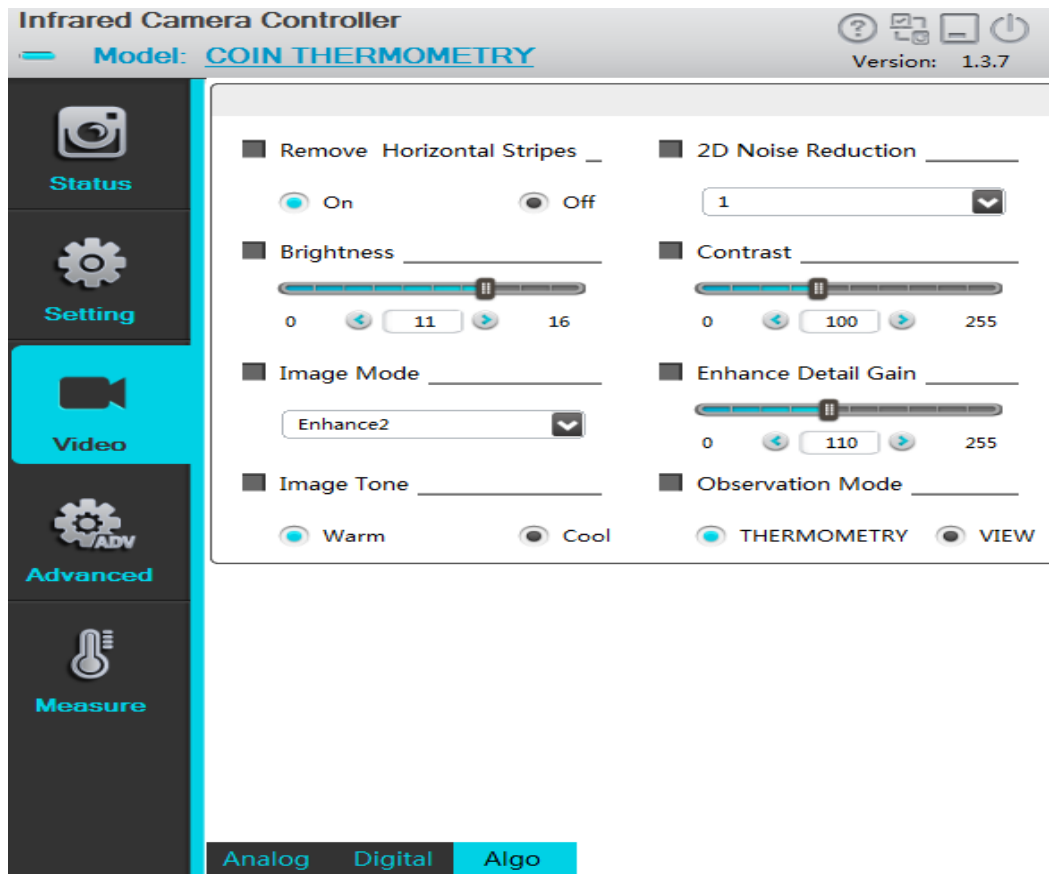 Infrared Camera Controller
Model: COIN THERMOMETRY
Version: 1.3.7
Status
Setting
Video
ADV
Advanced
Measure
Remove Horizontal Stripes
On Off
2D Noise Reduction
1
Brightness
0 11 16
Contrast
0 100 255
Image Mode
Enhance2
Enhance Detail Gain
0 110 255
Image Tone
Warm Cool
Observation Mode
THERMOMETRY VIEW
Analog Digital Algo